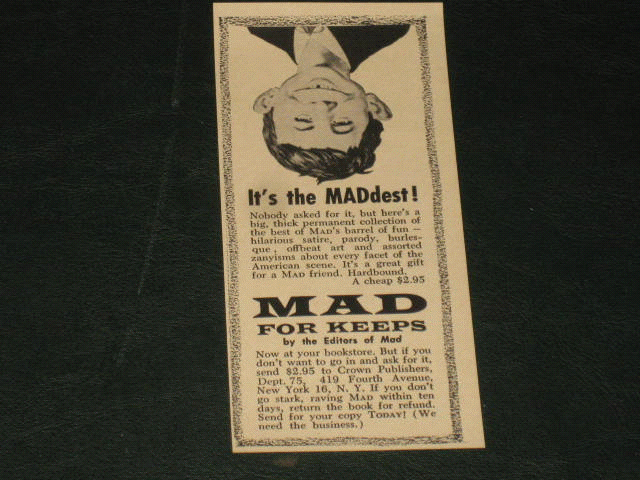 It's the MADdest!
Nobody asked for it, but here's a
big, thick permanent collection of
the best of MAD's barrel of fun —
hilarious satire, parody, burles-
que, offbeat art and assorted
zanyisms about every facet of the
American scene. It's a great gift
for a MAD friend. Hardbound.
A cheap $2.95
MAD
FOR KEEPS
by the Editors of Mad
Now at your bookstore. But if you
don't want to go in and ask for it,
send $2.95 to Crown Publishers,
Dept. 75, 419 Fourth Avenue,
New York 16, N. Y. If you don't
go stark, raving MAD within ten
days, return the book for refund.
Send for your copy TODAY! (We
need the business.)